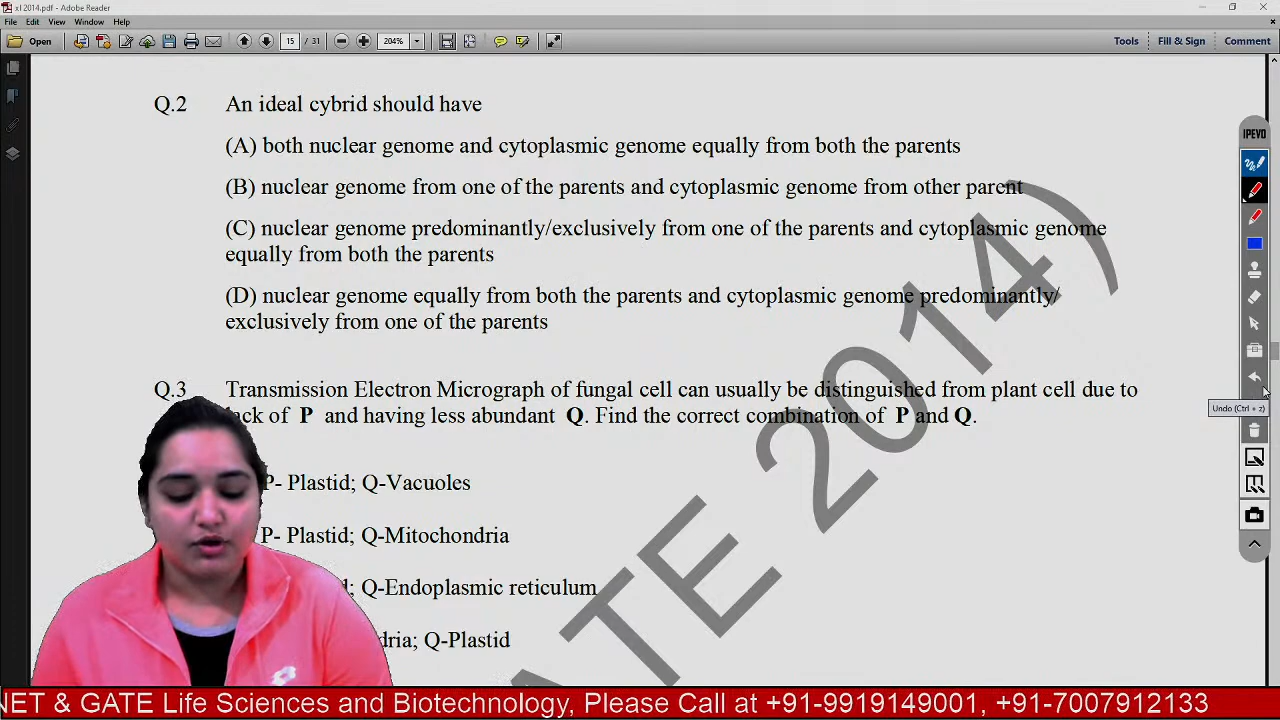 xl 2014.pdf - Adobe Reader
File Edit View Window Help
Open 15 / 31 204% Tools Fill & Sign Comment
Q.2 An ideal cybrid should have
(A) both nuclear genome and cytoplasmic genome equally from both the parents
(B) nuclear genome from one of the parents and cytoplasmic genome from other parent
(C) nuclear genome predominantly/exclusively from one of the parents and cytoplasmic genome
equally from both the parents
(D) nuclear genome equally from both the parents and cytoplasmic genome predominantly/
exclusively from one of the parents
Q.3 Transmission Electron Micrograph of fungal cell can usually be distinguished from plant cell due to
lack of P and having less abundant Q. Find the correct combination of P and Q.
P- Plastid; Q-Vacuoles
P- Plastid; Q-Mitochondria
d; Q-Endoplasmic reticulum
dria; Q-Plastid
ATE 2014)
IPEVO
Undo (Ctrl + z)
NET & GATE Life Sciences and Biotechnology, Please Call at +91-9919149001, +91-7007912133